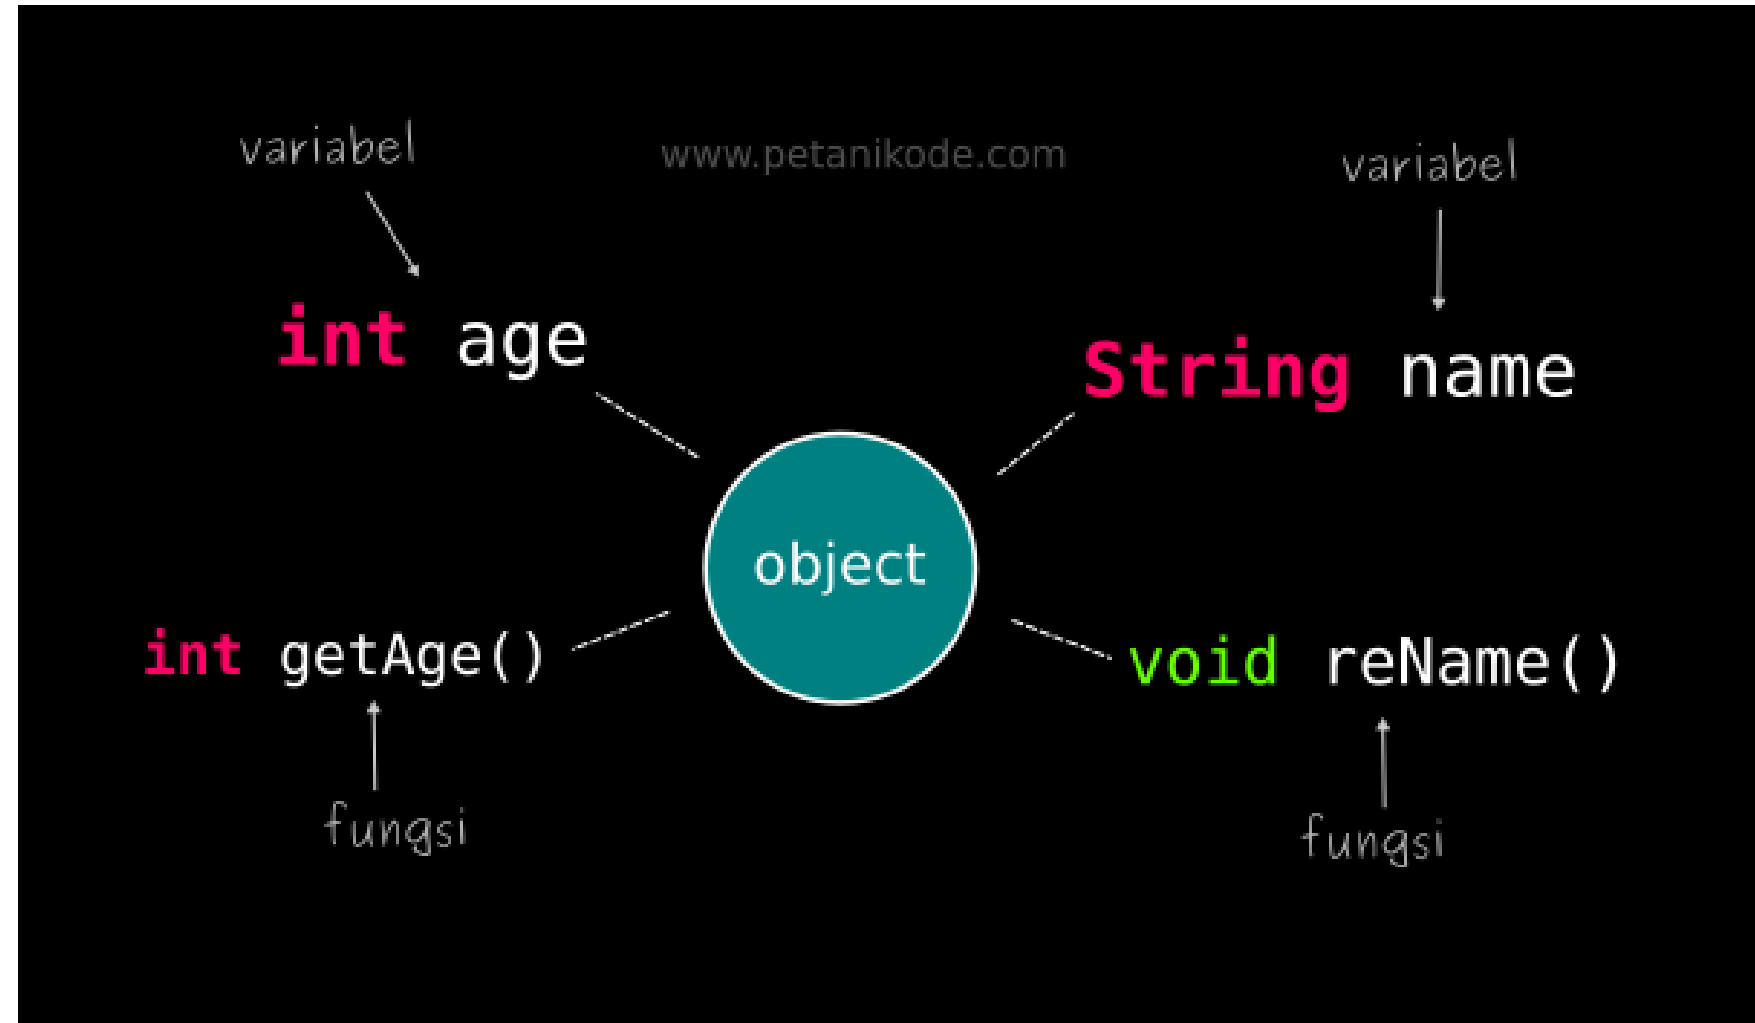 variabel
www.petanikode.com
variabel
int age
String name
object
int getAge()
void reName()
fungsi
fungsi